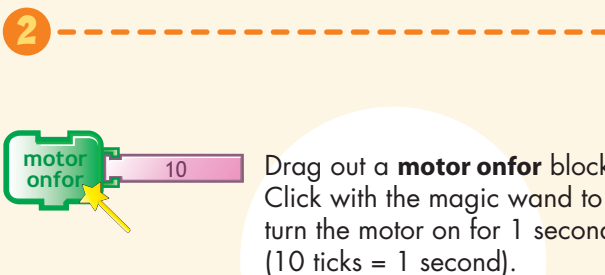 2
motor
onfor
10
Drag out a motor onfor block
Click with the magic wand to
turn the motor on for 1 second
(10 ticks = 1 second).